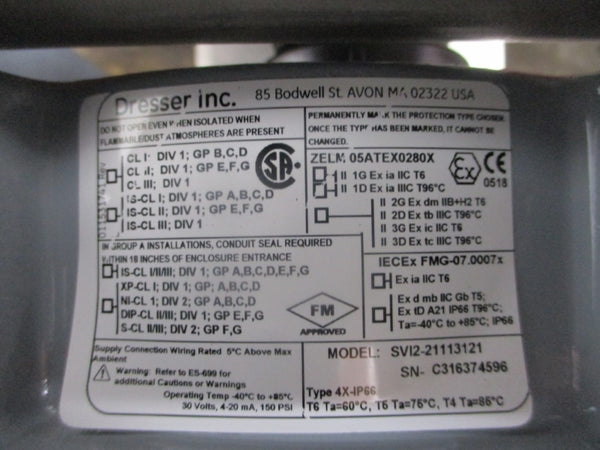 Dresser Inc. 85 Bodwell St. AVON MA 02322 USA
DO NOT OPEN EVEN WHEN ISOLATED WHEN
FLAMMABLE/DUST ATMOSPHERES ARE PRESENT
CL I; DIV 1; GP B,C,D
CL II; DIV 1; GP E,F,G
CL III; DIV 1
IS-CL I; DIV 1; GP A,B,C,D
IS-CL II; DIV 1; GP E,F,G
IS-CL III; DIV 1
IN GROUP A INSTALLATIONS, CONDUIT SEAL REQUIRED
WITHIN 18 INCHES OF ENCLOSURE ENTRANCE
IS-CL I/II/III; DIV 1; GP A,B,C,D,E,F,G
XP-CL I; DIV 1; GP A,B,C,D
NI-CL 1; DIV 2; GP A,B,C,D
DIP-CL II/III; DIV 1; GP E,F,G
S-CL II/III; DIV 2; GP F,G
FM
APPROVED
Supply Connection Wiring Rated 5°C Above Max
Ambient
Warning: Refer to ES-699 for
additional Cautions or Warnings
Operating Temp -40°C to +85°C
30 Volts, 4-20 mA, 150 PSI
PERMANENTLY MARK THE PROTECTION TYPE CHOSEN.
ONCE THE TYPE HAS BEEN MARKED, IT CANNOT BE
CHANGED.
ZELM 05ATEX0280X
II 1G Ex ia IIC T6
II 1D Ex ia IIIC T96°C
II 2G Ex dm IIB+H2 T6
II 2D Ex tb IIIC T96°C
II 3G Ex ic IIC T6
II 3D Ex tc IIIC T96°C
CE Ex
0518
IECEx FMG-07.0007x
Ex ia IIC T6
Ex d mb IIC Gb T5;
Ex tD A21 IP66 T96°C;
Ta=-40°C to +85°C; IP66
MODEL: SVI2-21113121
SN- C316374596
Type 4X-IP66
T6 Ta=60°C, T5 Ta=75°C, T4 Ta=85°C